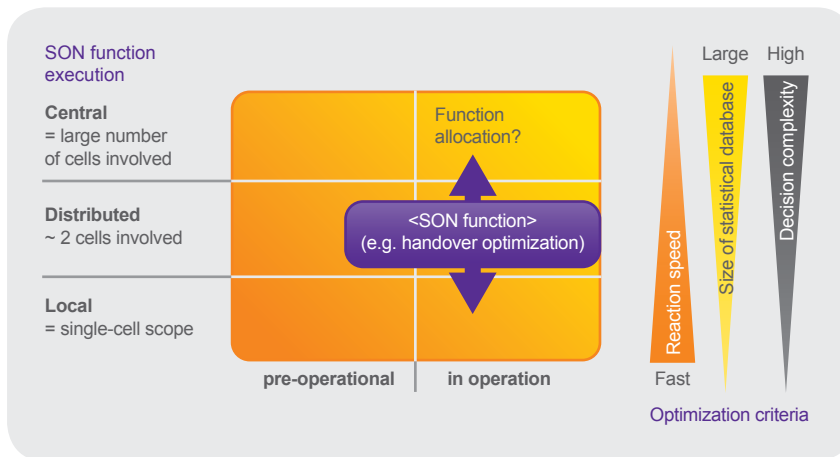 SON function
execution
Central
= large number
of cells involved
Distributed
~ 2 cells involved
Local
= single-cell scope
Function
allocation?
<SON function>
(e.g. handover optimization)
pre-operational
in operation
Large
High
Reaction speed
Size of statistical database
Decision complexity
Fast
Optimization criteria